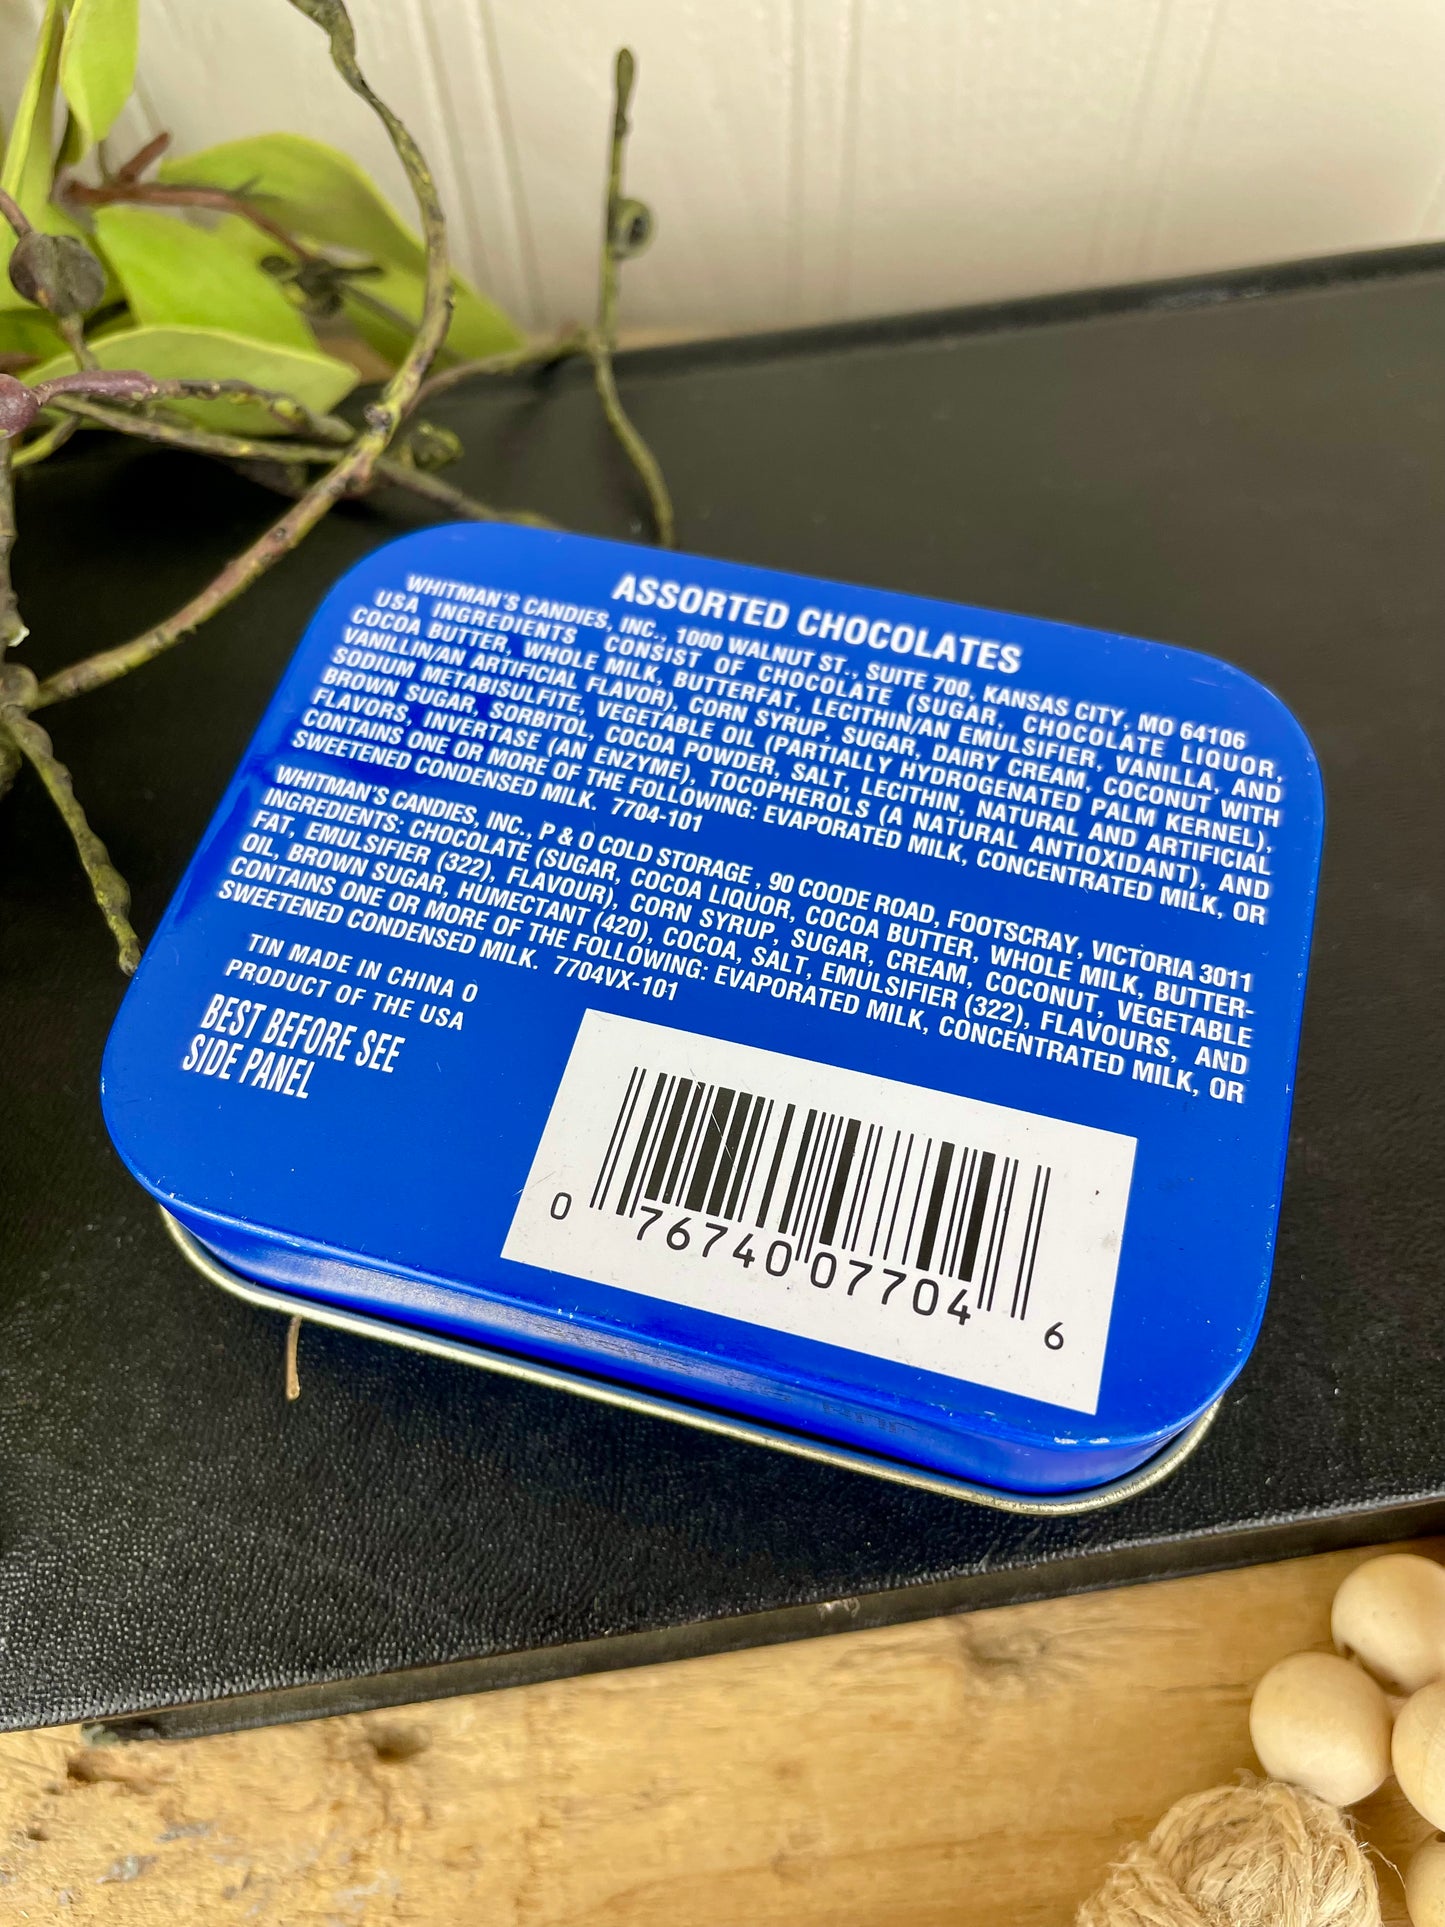 ASSORTED CHOCOLATES
WHITMAN'S CANDIES, INC., 1000 WALNUT ST., SUITE 700, KANSAS CITY, MO 64106
USA INGREDIENTS CONSIST OF CHOCOLATE (SUGAR, CHOCOLATE LIQUOR,
COCOA BUTTER, WHOLE MILK, BUTTERFAT, LECITHIN/AN EMULSIFIER, VANILLA, AND
VANILLIN/AN ARTIFICIAL FLAVOR), CORN SYRUP, SUGAR, DAIRY CREAM, COCONUT WITH
SODIUM METABISULFITE, VEGETABLE OIL (PARTIALLY HYDROGENATED PALM KERNEL),
BROWN SUGAR, SORBITOL, COCOA POWDER, SALT, LECITHIN, NATURAL AND ARTIFICIAL
FLAVORS, INVERTASE (AN ENZYME), TOCOPHEROLS (A NATURAL ANTIOXIDANT), AND
CONTAINS ONE OR MORE OF THE FOLLOWING: EVAPORATED MILK, CONCENTRATED MILK, OR
SWEETENED CONDENSED MILK. 7704-101
WHITMAN'S CANDIES, INC., P & O COLD STORAGE , 90 COODE ROAD, FOOTSCRAY, VICTORIA 3011
INGREDIENTS: CHOCOLATE (SUGAR, COCOA LIQUOR, COCOA BUTTER, WHOLE MILK, BUTTER-
FAT, EMULSIFIER (322), FLAVOUR), CORN SYRUP, SUGAR, CREAM, COCONUT, VEGETABLE
OIL, BROWN SUGAR, HUMECTANT (420), COCOA, SALT, EMULSIFIER (322), FLAVOURS, AND
CONTAINS ONE OR MORE OF THE FOLLOWING: EVAPORATED MILK, CONCENTRATED MILK, OR
SWEETENED CONDENSED MILK. 7704VX-101
TIN MADE IN CHINA O
PRODUCT OF THE USA
BEST BEFORE SEE
SIDE PANEL
0 76740 07704 6